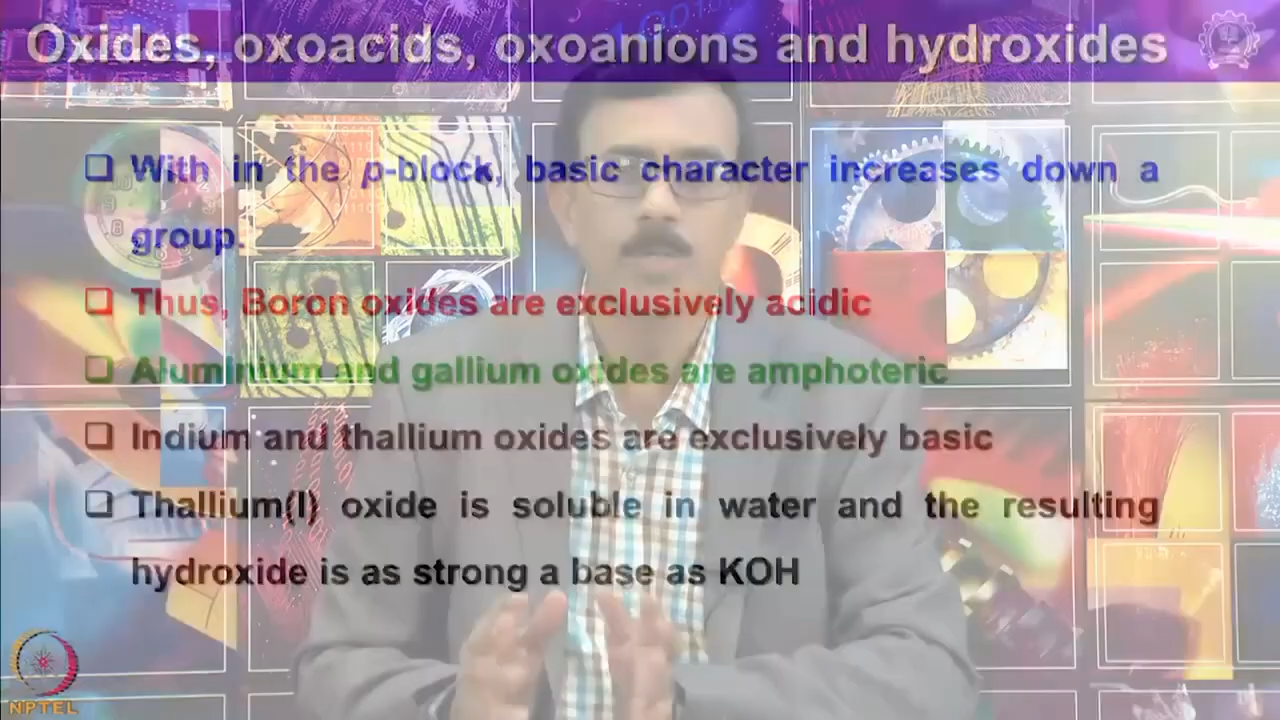 Oxides, oxoacids, oxoanions and hydroxides
❑ With in the p-block, basic character increases down a
group.
❑ Thus, Boron oxides are exclusively acidic
❑ Aluminium and gallium oxides are amphoteric
❑ Indium and thallium oxides are exclusively basic
❑ Thallium(I) oxide is soluble in water and the resulting
hydroxide is as strong a base as KOH
NPTEL